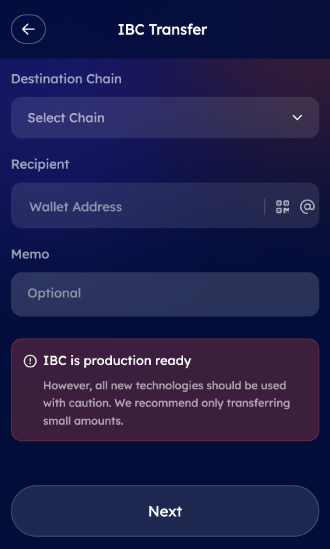 IBC Transfer
Destination Chain
Select Chain
Recipient
Wallet Address
Memo
Optional
IBC is production ready
However, all new technologies should be used
with caution. We recommend only transferring
small amounts.
Next